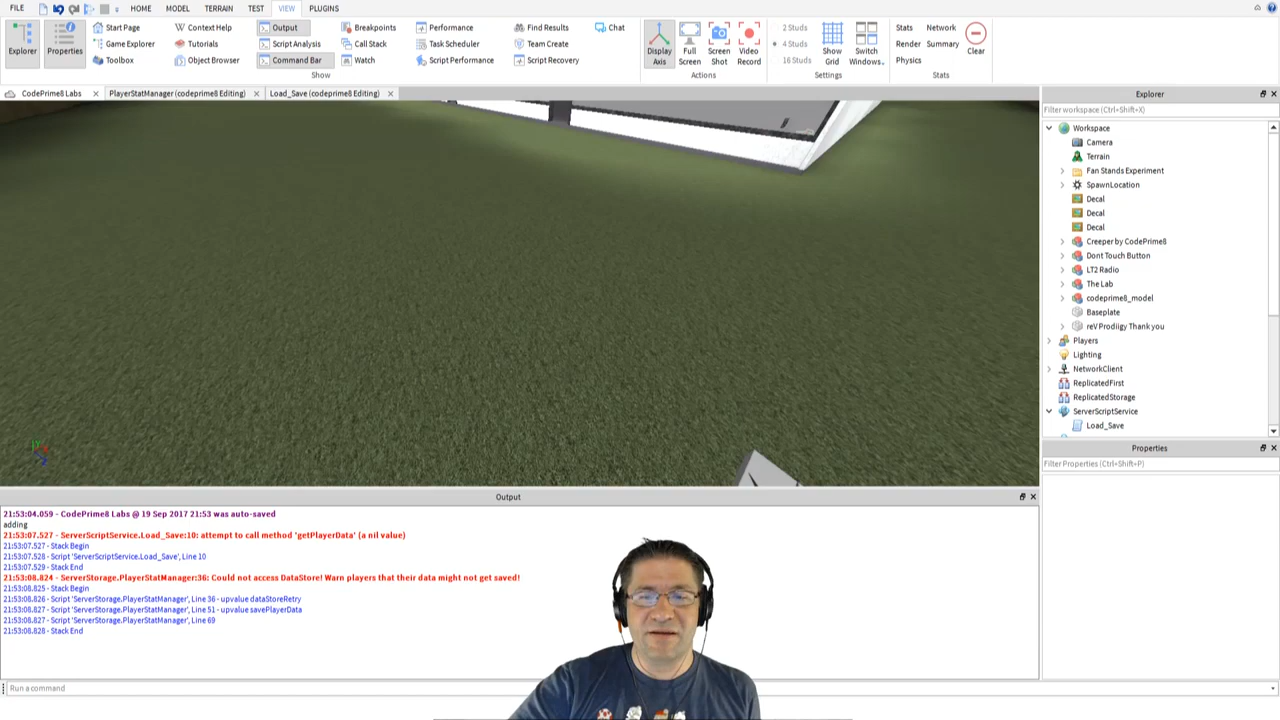 FILE HOME MODEL TERRAIN TEST VIEW PLUGINS
Explorer
Properties
Start Page
Game Explorer
Toolbox
Context Help
Tutorials
Object Browser
Output
Script Analysis
Command Bar
Breakpoints
Call Stack
Watch
Show
Performance
Task Scheduler
Script Performance
Find Results
Team Create
Script Recovery
Chat
Display Axis
Full Screen
Screen Shot
Video Record
Actions
2 Studs
4 Studs
16 Studs
Show Grid
Switch Windows
Settings
Stats
Render
Physics
Network
Summary
Clear
Stats
CodePrime8 Labs × PlayerStatManager (codeprime8 Editing) × Load_Save (codeprime8 Editing) ×
Explorer
Filter workspace (Ctrl+Shift+X)
Workspace
Camera
Terrain
Fan Stands Experiment
SpawnLocation
Decal
Decal
Decal
Creeper by CodePrime8
Dont Touch Button
LT2 Radio
The Lab
codeprime8_model
Baseplate
reV Prodiigy Thank you
Players
Lighting
NetworkClient
ReplicatedFirst
ReplicatedStorage
ServerScriptService
Load_Save
Properties
Filter Properties (Ctrl+Shift+P)
Output
21:53:04.059 - CodePrime8 Labs @ 19 Sep 2017 21:53 was auto-saved
adding
21:53:07.527 - ServerScriptService.Load_Save:10: attempt to call method 'getPlayerData' (a nil value)
21:53:07.527 - Stack Begin
21:53:07.528 - Script 'ServerScriptService.Load_Save', Line 10
21:53:07.529 - Stack End
21:53:08.824 - ServerStorage.PlayerStatManager:36: Could not access DataStore! Warn players that their data might not get saved!
21:53:08.825 - Stack Begin
21:53:08.826 - Script 'ServerStorage.PlayerStatManager', Line 36 - upvalue dataStoreRetry
21:53:08.827 - Script 'ServerStorage.PlayerStatManager', Line 51 - upvalue savePlayerData
21:53:08.827 - Script 'ServerStorage.PlayerStatManager', Line 69
21:53:08.828 - Stack End
Run a command